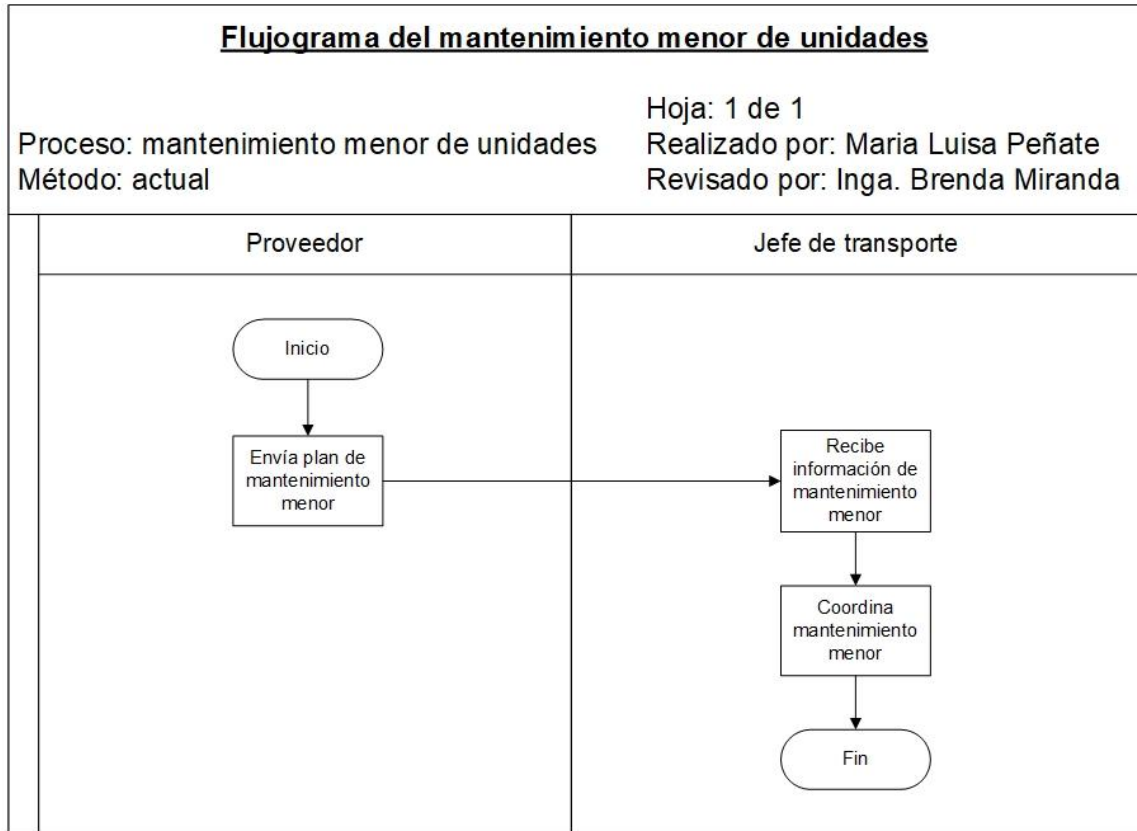 Flujograma del mantenimiento menor de unidades
Hoja: 1 de 1
Proceso: mantenimiento menor de unidades
Realizado por: Maria Luisa Peñate
Método: actual
Revisado por: Inga. Brenda Miranda
Proveedor
Jefe de transporte
Inicio
Envía plan de
mantenimiento
menor
Recibe
información de
mantenimiento
menor
Coordina
mantenimiento
menor
Fin